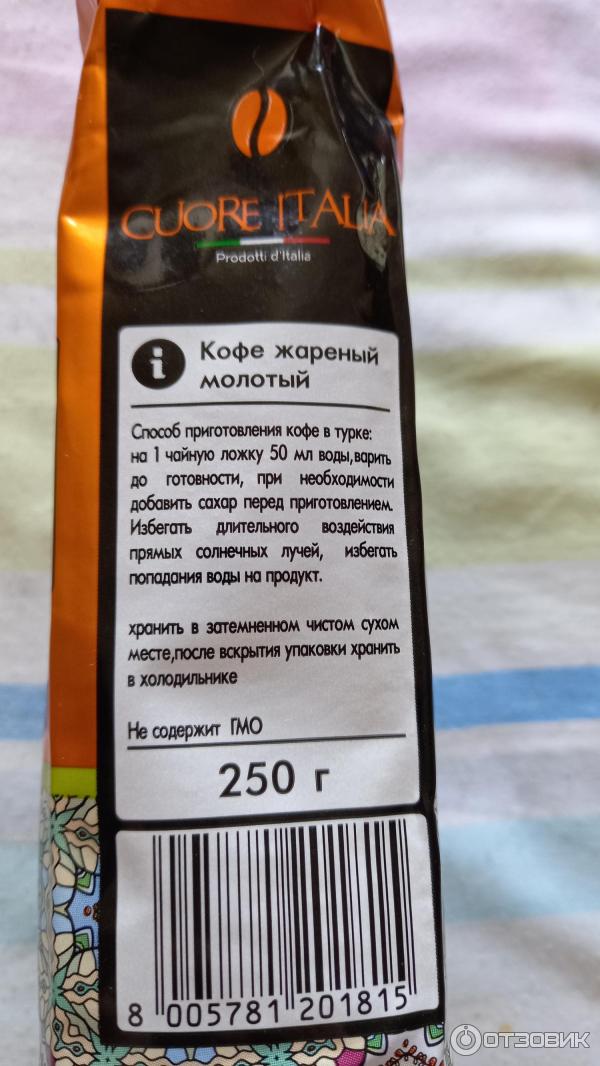 CUORE ITALIA
Prodotti d'Italia
i Кофе жареный
молотый
Способ приготовления кофе в турке:
на 1 чайную ложку 50 мл воды,варить
до готовности, при необходимости
добавить сахар перед приготовлением.
Избегать длительного воздействия
прямых солнечных лучей, избегать
попадания воды на продукт.
хранить в затемненном чистом сухом
месте,после вскрытия упаковки хранить
в холодильнике
Не содержит ГМО
250 г
8 005781 201815
ОТЗОВИК